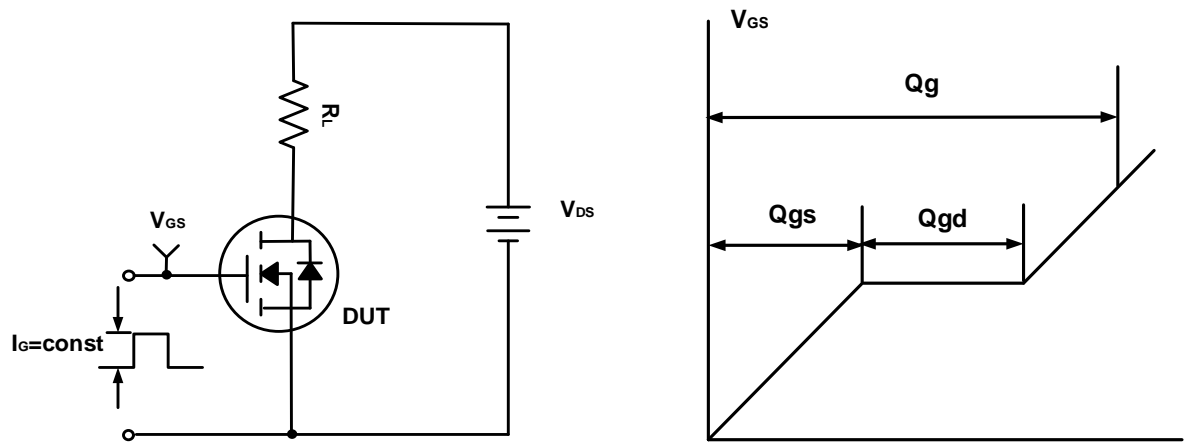 VGS
RL
VDS
DUT
IG=const
VGS
Qg
Qgs
Qgd